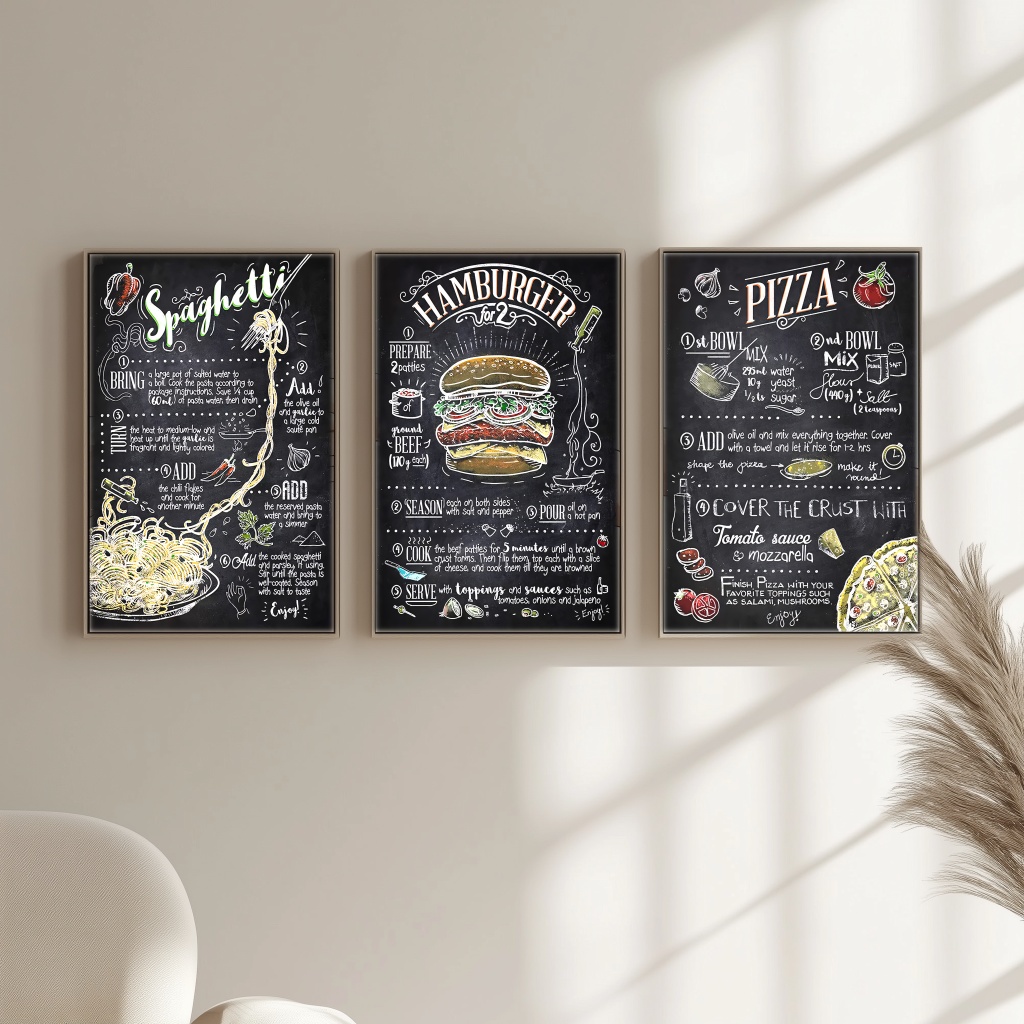 Spaghetti
1
BRING
a large pot of salted water to
a boil. Cook the pasta according to
package instructions. Save ¼ cup
(60ml) of pasta water, then drain
2
Add
the olive oil
and garlic to
a large cold
sauté pan
3
TURN
the heat to medium-low and
heat up until the garlic is
fragrant and lightly colored
4 ADD
the chili flakes
and cook for
another minute
5 ADD
the reserved pasta
water and bring to
a simmer
6 Add the cooked spaghetti
and parsley, if using.
Stir until the pasta is
well-coated. Season
with salt to taste
Enjoy!
HAMBURGER
for 2
1
PREPARE
2 patties
of
ground
BEEF
(170g each)
2 SEASON each on both sides
with salt and pepper
3 POUR oil on
a hot pan
4 COOK the best patties for 5 minutes until a brown
crust forms. Then flip them, top each with a slice
of cheese, and cook them till they are browned
5 SERVE with toppings and sauces such as
tomatoes, onions and jalapeno
Enjoy!
PIZZA
1st BOWL
MIX
295ml water
10g yeast
1/2 ts sugar
2nd BOWL
MIX
flour
(440g) + Salt
(2 teaspoons)
FLOUR
SALT
3 ADD olive oil and mix everything together. Cover
with a towel and let it rise for 1-2 hrs
shape the pizza make it
round
4 COVER THE CRUST WITH
Tomato sauce
& mozzarella
FINISH PIZZA WITH YOUR
FAVORITE TOPPINGS SUCH
AS SALAMI, MUSHROOMS
Enjoy!